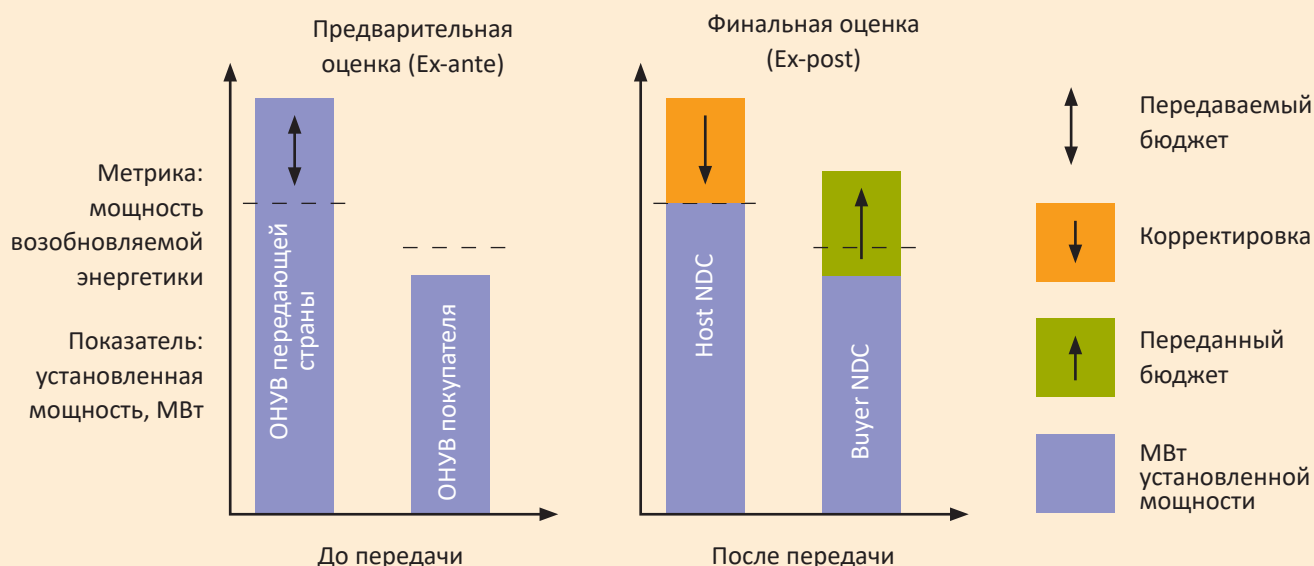 Предварительная
оценка (Ex-ante)
Финальная оценка
(Ex-post)
Метрика:
мощность
возобновляемой
энергетики
Показатель:
установленная
мощность, МВт
ОНУВ передающей
страны
ОНУВ покупателя
До передачи
Host NDC
Buyer NDC
После передачи
Передаваемый
бюджет
Корректировка
Переданный
бюджет
МВт
установленной
мощности